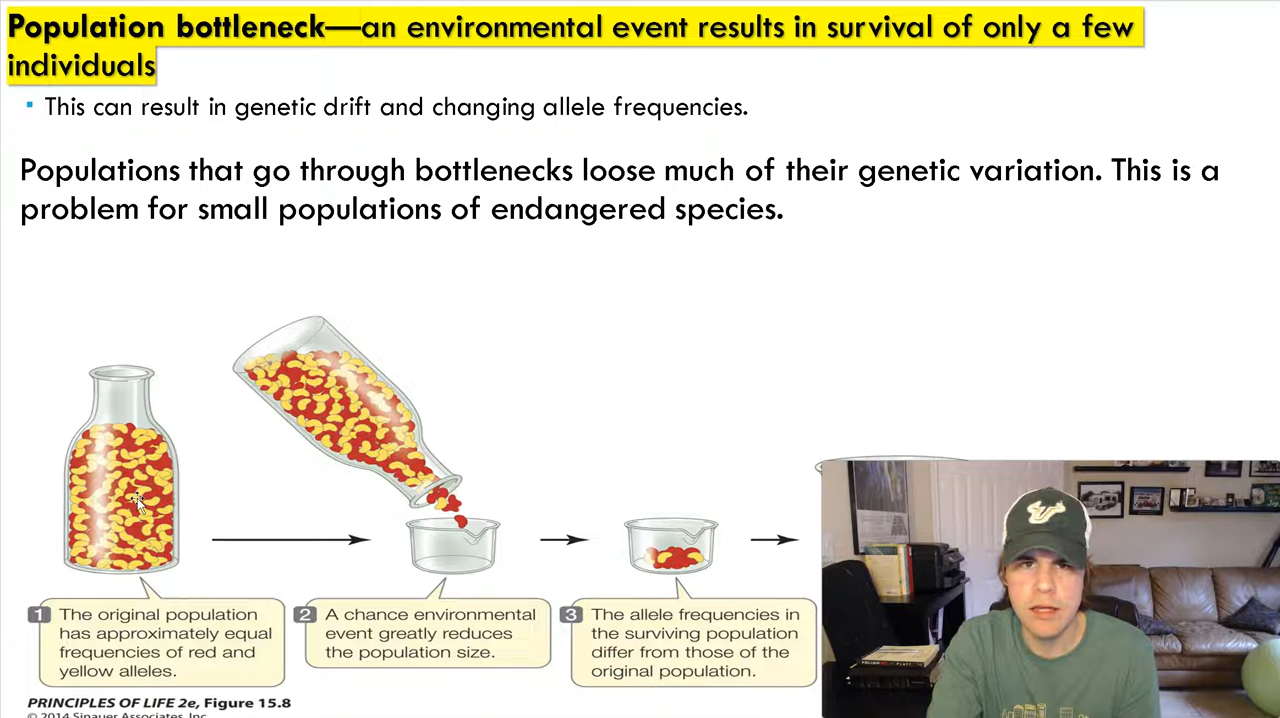 Population bottleneck—an environmental event results in survival of only a few
individuals
▪ This can result in genetic drift and changing allele frequencies.
Populations that go through bottlenecks loose much of their genetic variation. This is a
problem for small populations of endangered species.
1 The original population
has approximately equal
frequencies of red and
yellow alleles.
2 A chance environmental
event greatly reduces
the population size.
3 The allele frequencies in
the surviving population
differ from those of the
original population.
PRINCIPLES OF LIFE 2e, Figure 15.8
© 2014 Sinauer Associates, Inc.